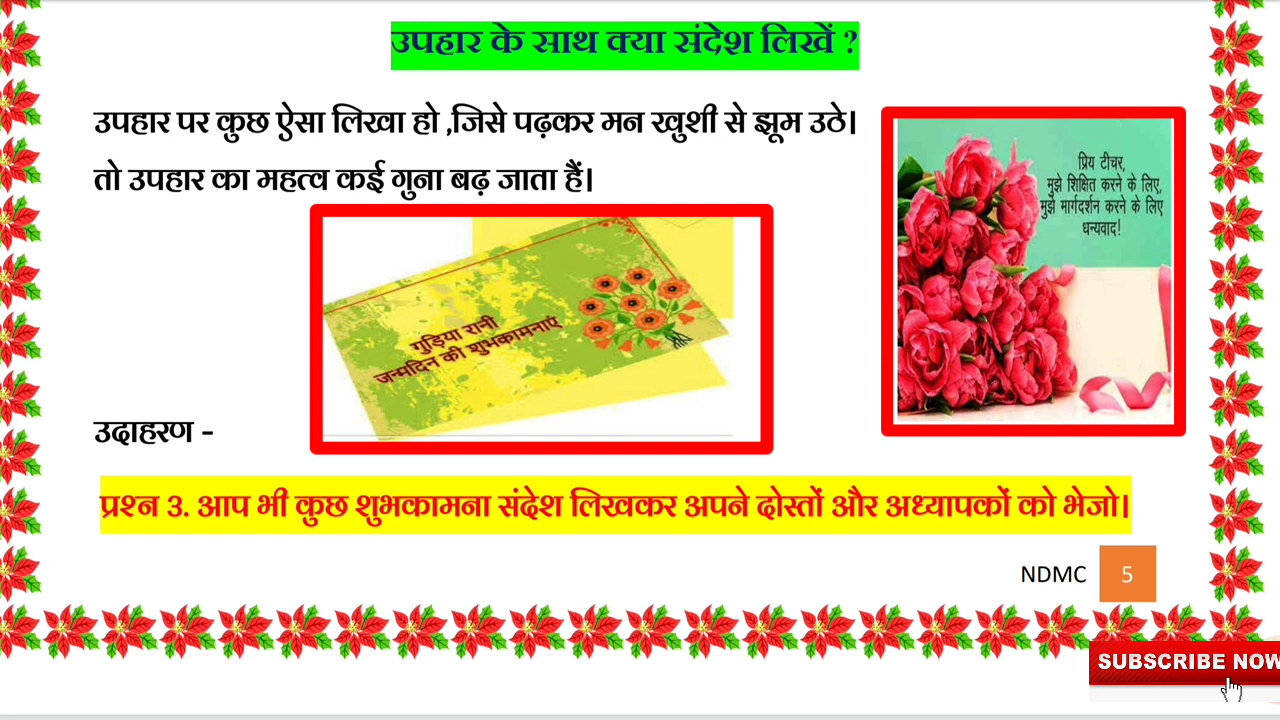 उपहार के साथ क्या संदेश लिखें ?
उपहार पर कुछ ऐसा लिखा हो ,जिसे पढ़कर मन खुशी से झूम उठे।
तो उपहार का महत्व कई गुना बढ़ जाता हैं।
प्रिय टीचर,
मुझे शिक्षित करने के लिए,
मुझे मार्गदर्शन करने के लिए
धन्यवाद!
गुड़िया रानी
जन्मदिन की शुभकामनाएं
उदाहरण -
प्रश्न 3. आप भी कुछ शुभकामना संदेश लिखकर अपने दोस्तों और अध्यापकों को भेजो।
NDMC 5
SUBSCRIBE NOW